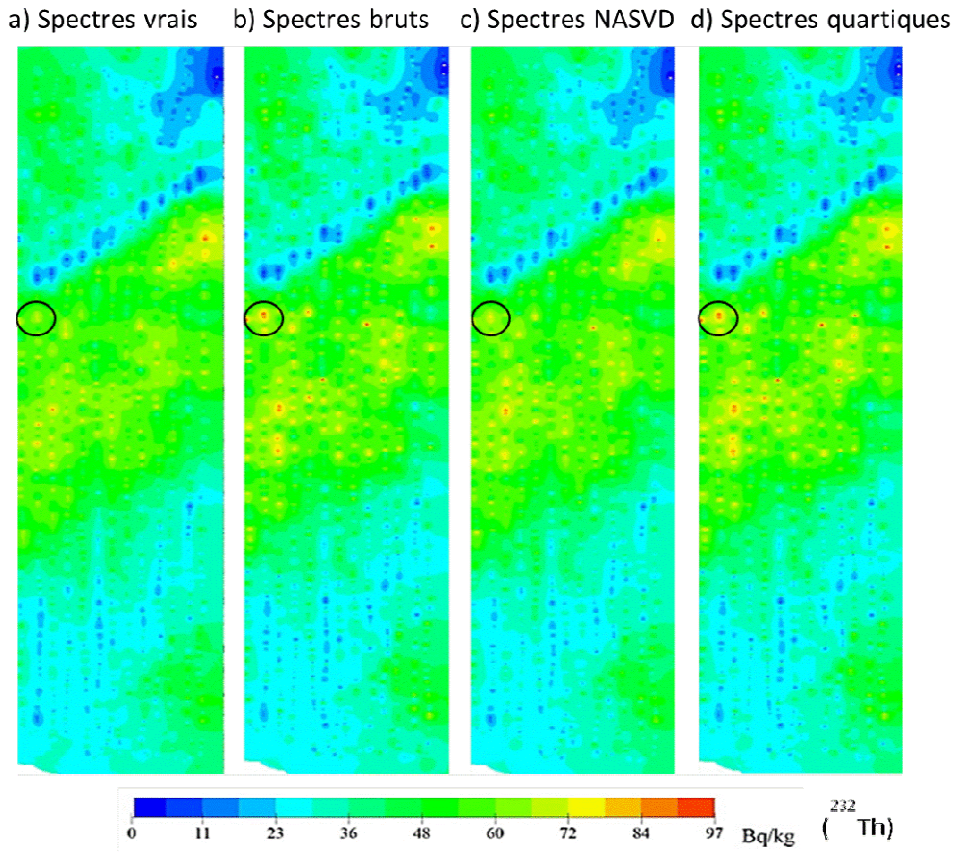 a) Spectres vrais b) Spectres bruts c) Spectres NASVD d) Spectres quartiques
0 11 23 36 48 60 72 84 97 Bq/kg (²³²Th)